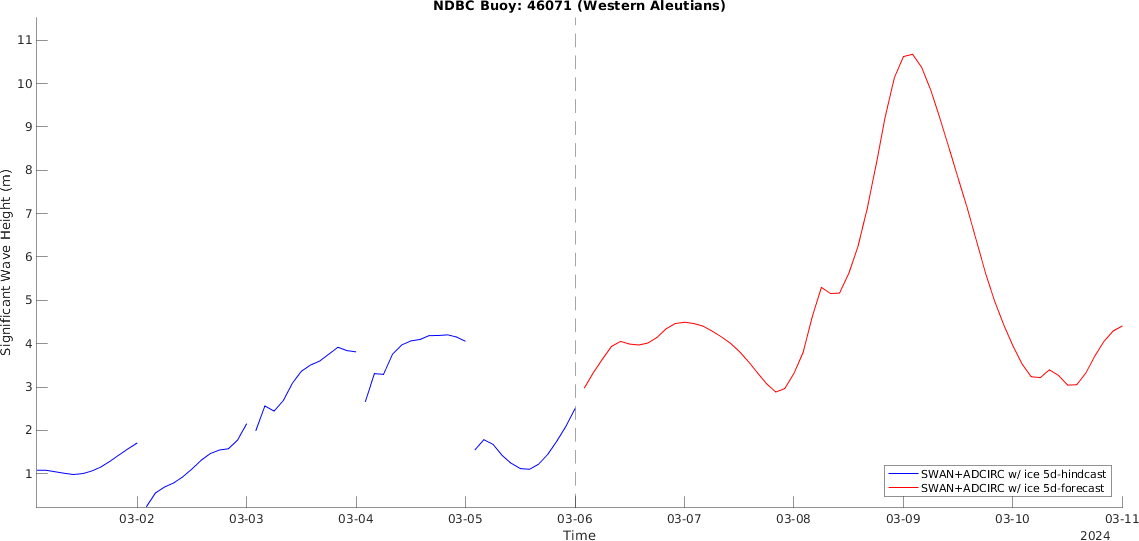 NDBC Buoy: 46071 (Western Aleutians)
11
10
9
8
7
6
5
4
3
2
1
Significant Wave Height (m)
SWAN+ADCIRC w/ ice 5d-hindcast
SWAN+ADCIRC w/ ice 5d-forecast
03-02 03-03 03-04 03-05 03-06 03-07 03-08 03-09 03-10 03-11
Time
2024